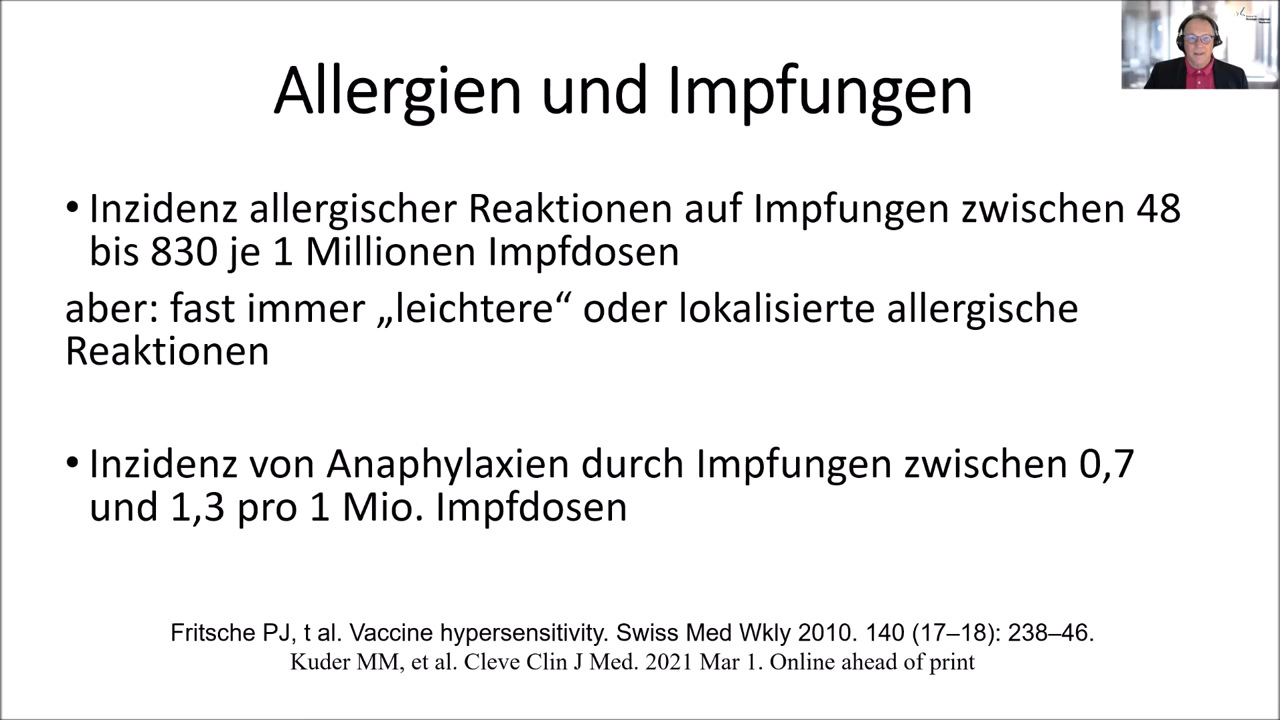 Allergien und Impfungen
• Inzidenz allergischer Reaktionen auf Impfungen zwischen 48
bis 830 je 1 Millionen Impfdosen
aber: fast immer „leichtere“ oder lokalisierte allergische
Reaktionen
• Inzidenz von Anaphylaxien durch Impfungen zwischen 0,7
und 1,3 pro 1 Mio. Impfdosen
Fritsche PJ, t al. Vaccine hypersensitivity. Swiss Med Wkly 2010. 140 (17–18): 238–46.
Kuder MM, et al. Cleve Clin J Med. 2021 Mar 1. Online ahead of print